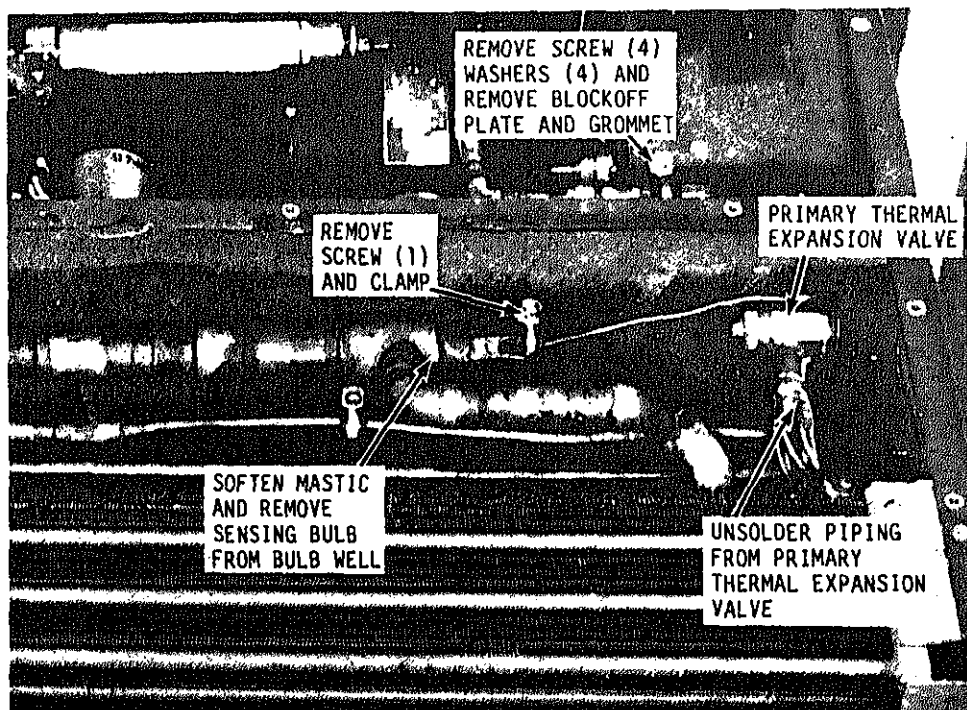 REMOVE SCREW (4)
WASHERS (4) AND
REMOVE BLOCKOFF
PLATE AND GROMMET
PRIMARY THERMAL
EXPANSION VALVE
REMOVE
SCREW (1)
AND CLAMP
SOFTEN MASTIC
AND REMOVE
SENSING BULB
FROM BULB WELL
UNSOLDER PIPING
FROM PRIMARY
THERMAL EXPANSION
VALVE